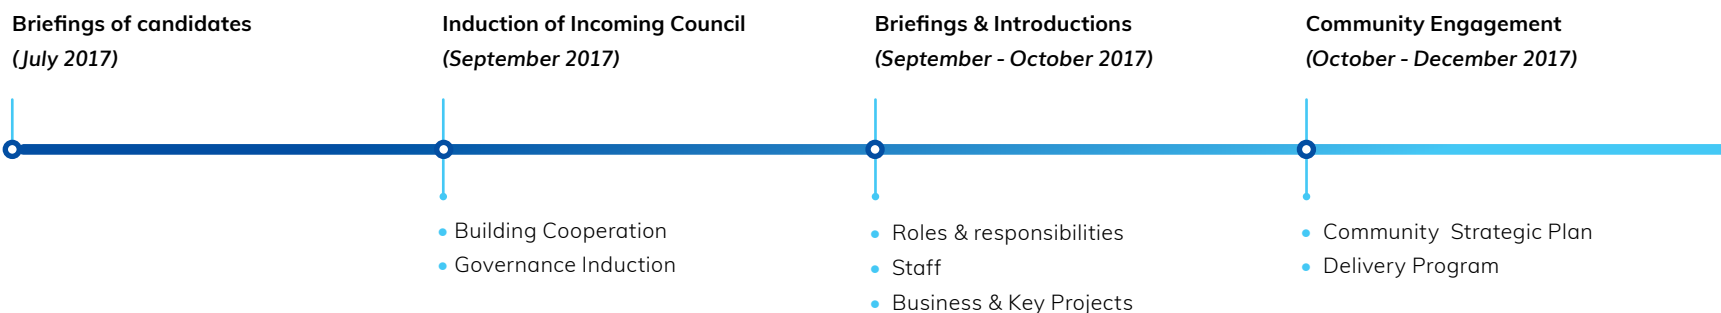 Briefings of candidates
(July 2017)
Induction of Incoming Council
(September 2017)
Building Cooperation
Governance Induction
Briefings & Introductions
(September - October 2017)
Roles & responsibilities
Staff
Business & Key Projects
Community Engagement
(October - December 2017)
Community  Strategic Plan
Delivery Program